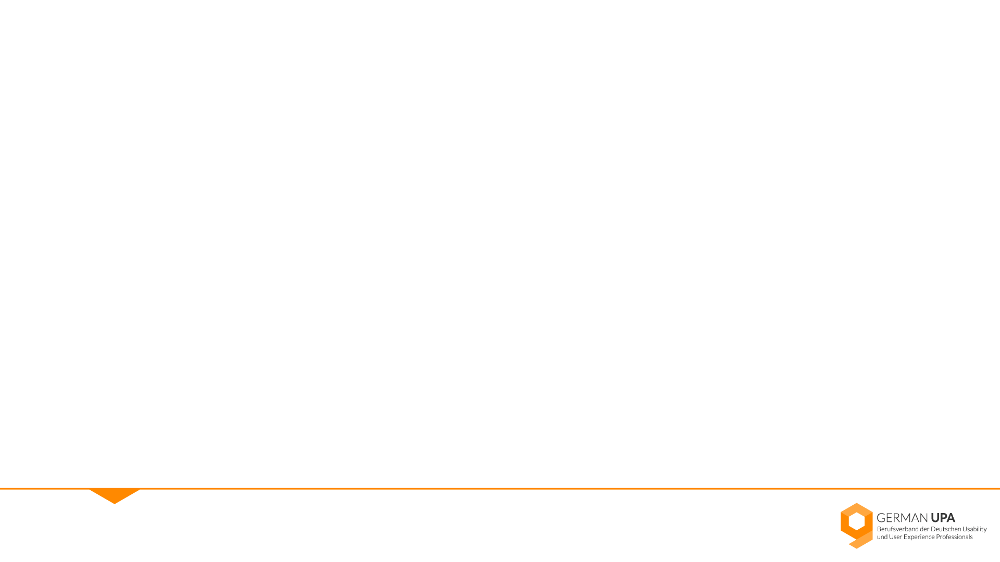 GERMAN UPA
Berufsverband der Deutschen Usability
und User Experience Professionals